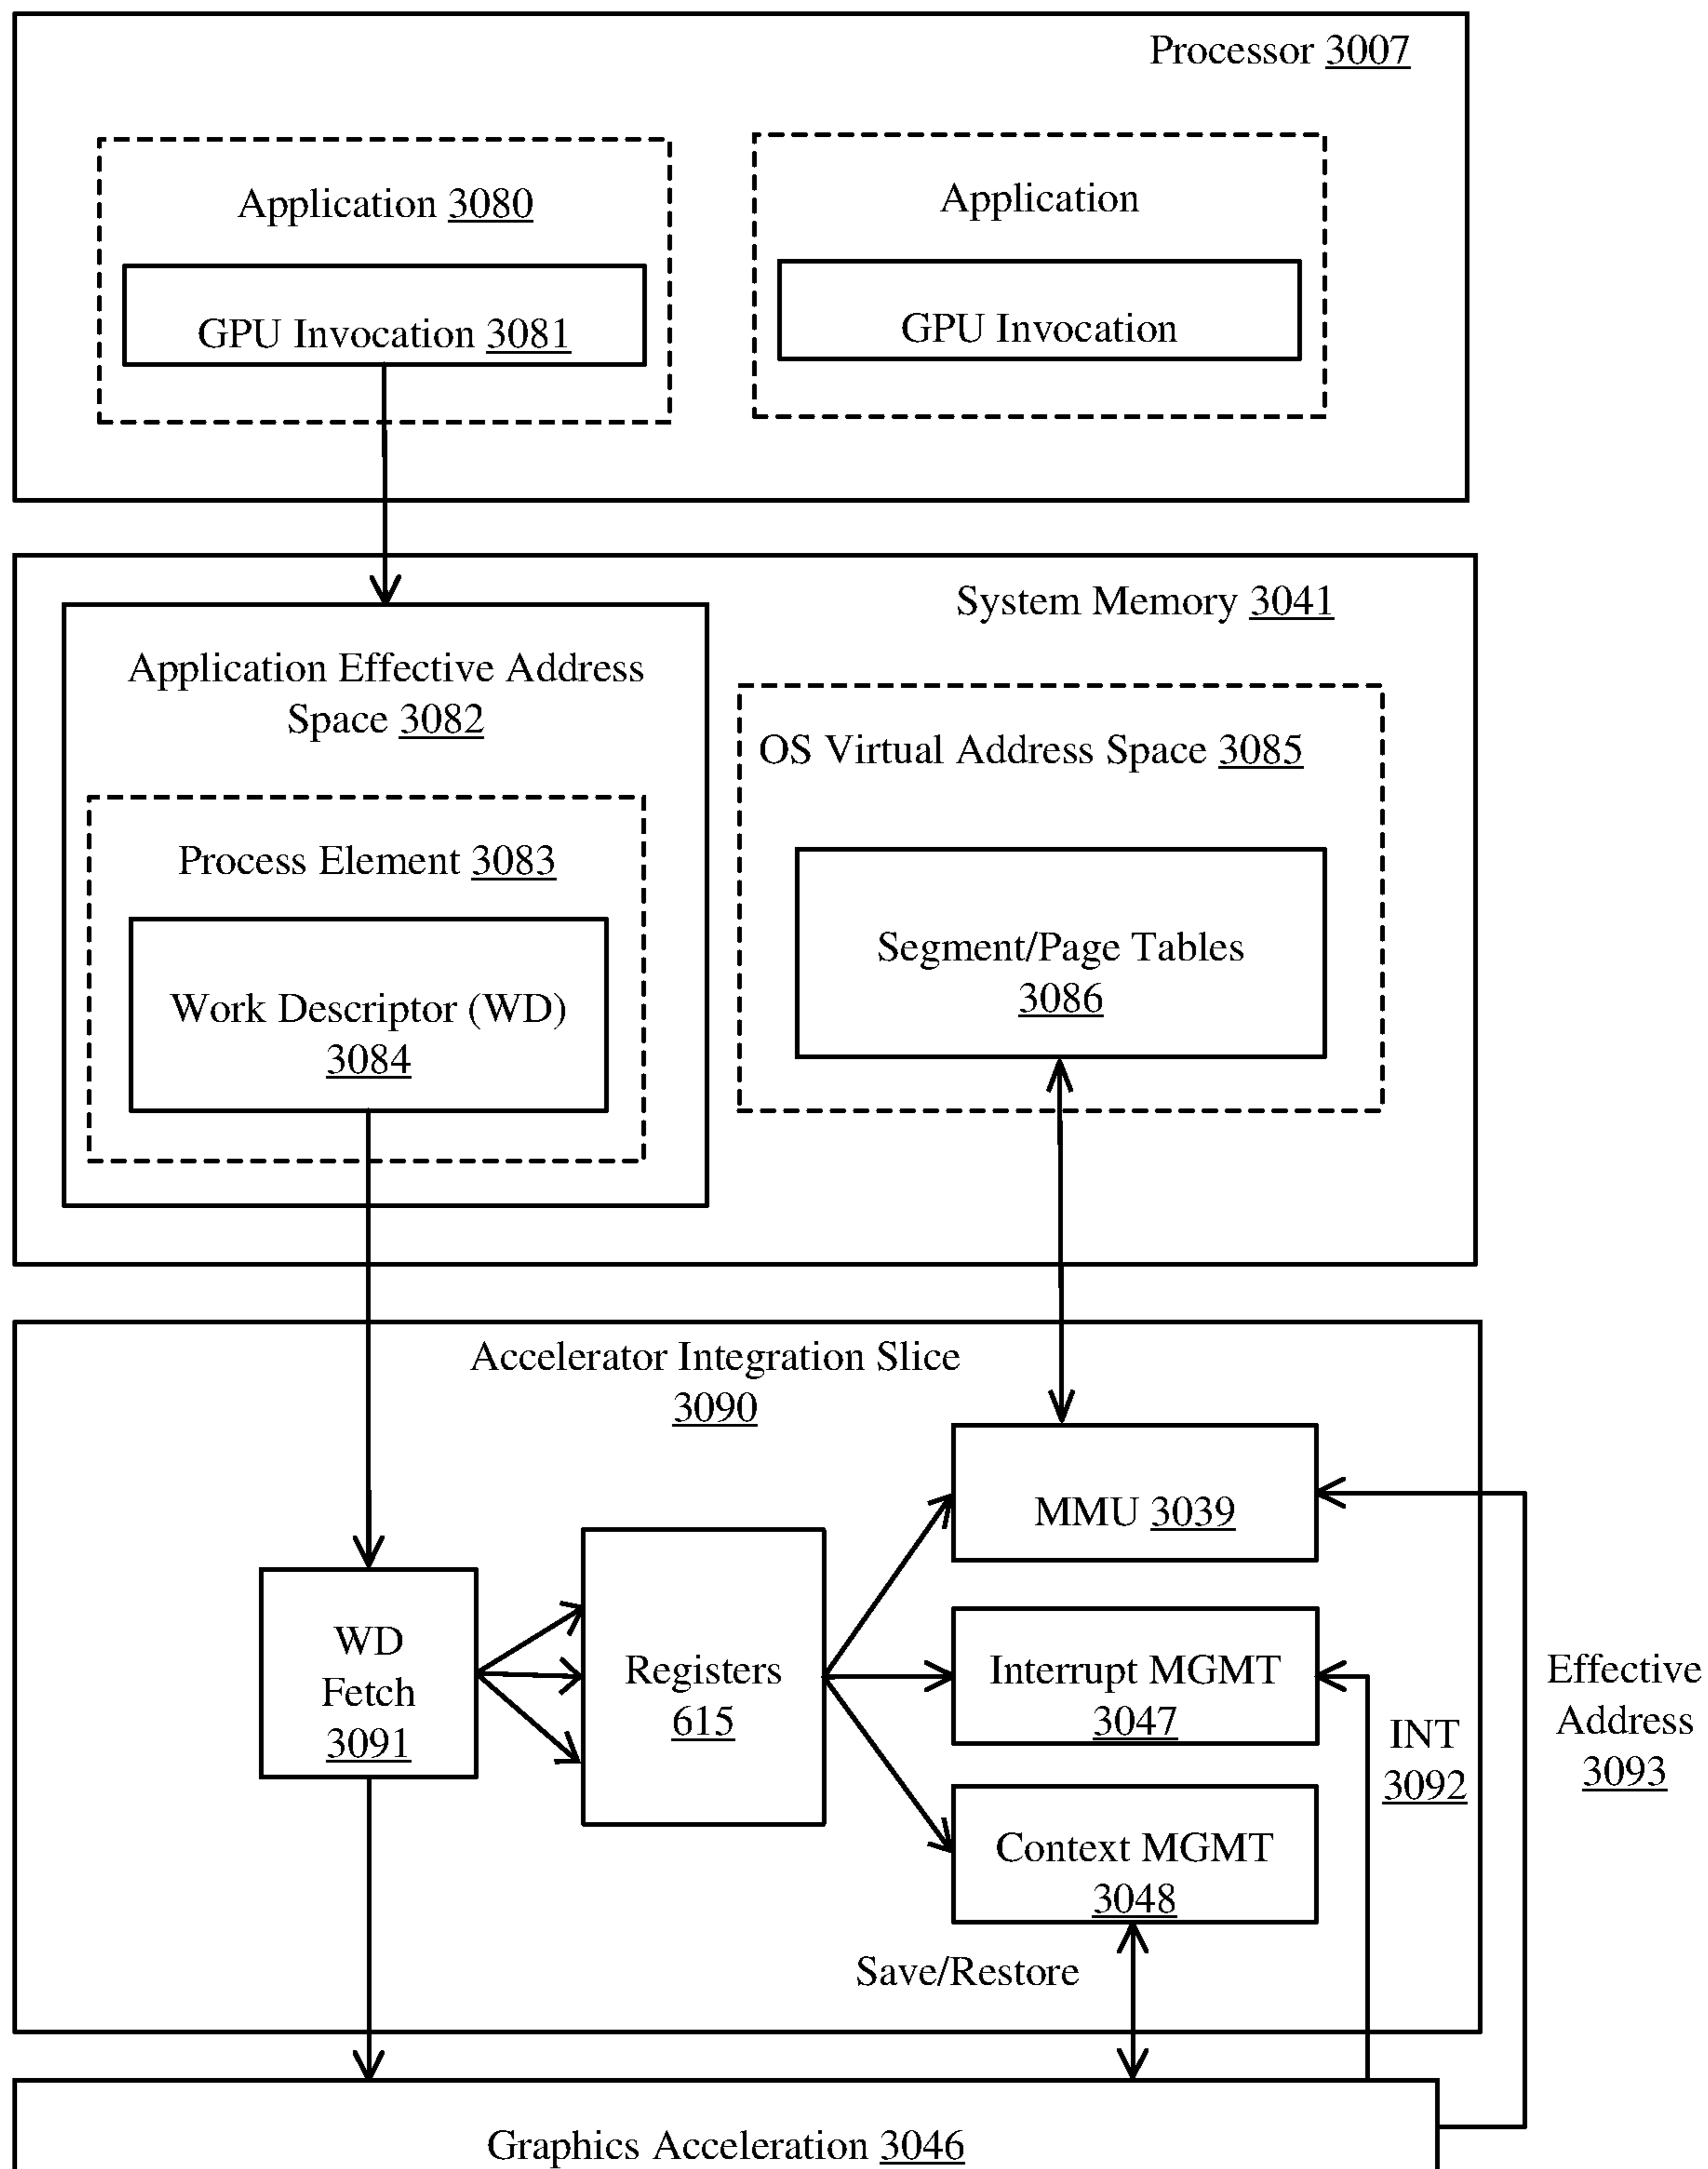 Processor 3007
Application 3080
GPU Invocation 3081
Application
GPU Invocation
System Memory 3041
Application Effective Address
Space 3082
Process Element 3083
Work Descriptor (WD)
3084
OS Virtual Address Space 3085
Segment/Page Tables
3086
Accelerator Integration Slice
3090
WD
Fetch
3091
Registers
615
MMU 3039
Interrupt MGMT
3047
Context MGMT
3048
Save/Restore
INT
3092
Effective
Address
3093
Graphics Acceleration 3046